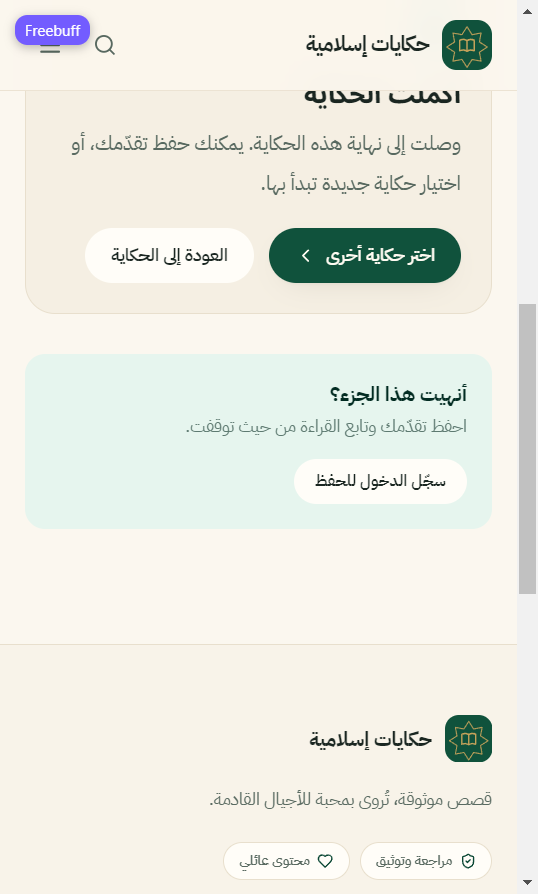 Freebuff
حكايات إسلامية
أكملت الحكاية
وصلت إلى نهاية هذه الحكاية. يمكنك حفظ تقدّمك، أو
اختيار حكاية جديدة تبدأ بها.
اختر حكاية أخرى
العودة إلى الحكاية
أنهيت هذا الجزء؟
احفظ تقدّمك وتابع القراءة من حيث توقفت.
سجّل الدخول للحفظ
حكايات إسلامية
قصص موثوقة، تُروى بمحبة للأجيال القادمة.
مراجعة وتوثيق
محتوى عائلي